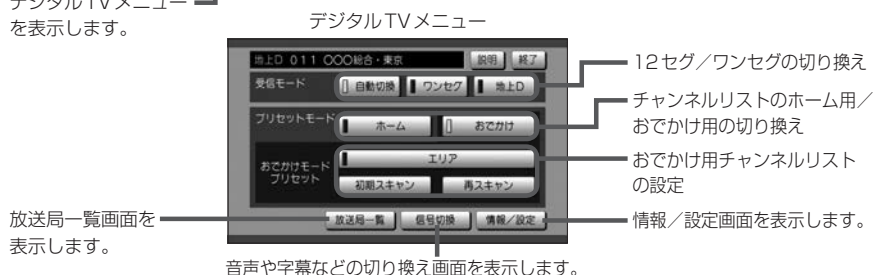 デジタルTVメニュー
を表示します。
デジタルTVメニュー
地上D 011 〇〇〇総合・東京 説明 終了
受信モード 自動切換 ワンセグ 地上D
プリセットモード ホーム おでかけ
おでかけモード
プリセット
エリア
初期スキャン 再スキャン
放送局一覧 信号切換 情報/設定
12セグ/ワンセグの切り換え
チャンネルリストのホーム用/
おでかけ用の切り換え
おでかけ用チャンネルリスト
の設定
情報/設定画面を表示します。
放送局一覧画面を
表示します。
音声や字幕などの切り換え画面を表示します。